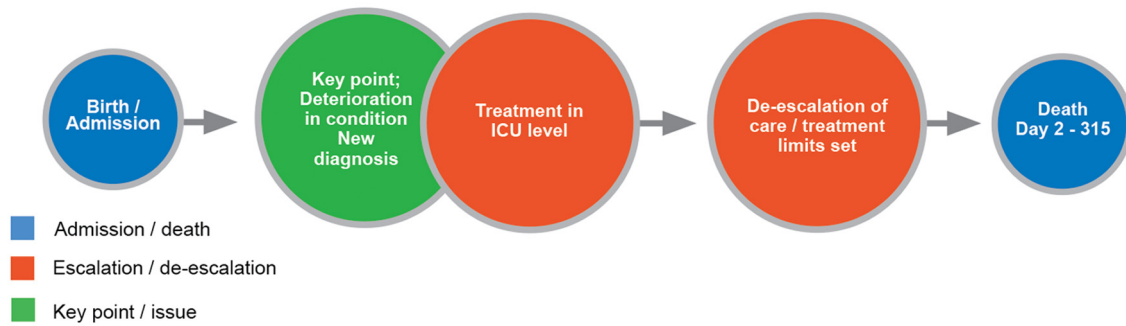 Birth /
Admission
Key point;
Deterioration
in condition
New
diagnosis
Treatment in
ICU level
De-escalation of
care / treatment
limits set
Death
Day 2 - 315
Admission / death
Escalation / de-escalation
Key point / issue